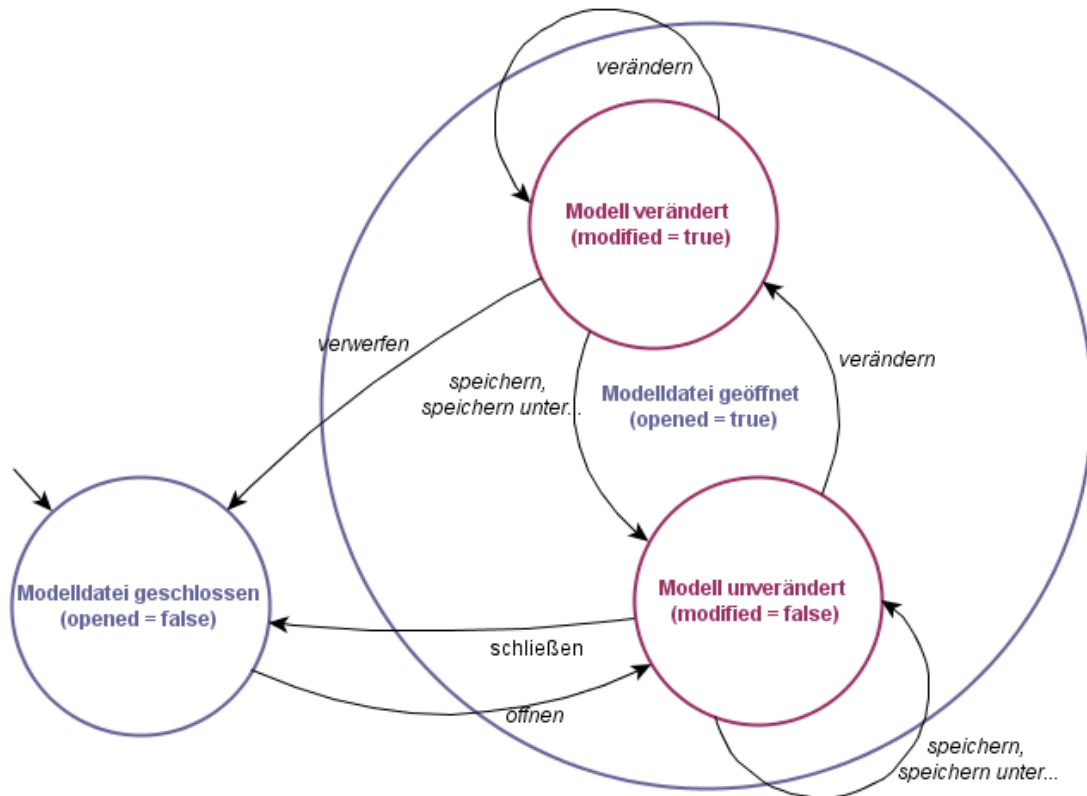 verändern
Modell verändert
(modified = true)
verwerfen
speichern,
speichern unter...
Modelldatei geöffnet
(opened = true)
verändern
Modelldatei geschlossen
(opened = false)
Modell unverändert
(modified = false)
schließen
öffnen
speichern,
speichern unter...